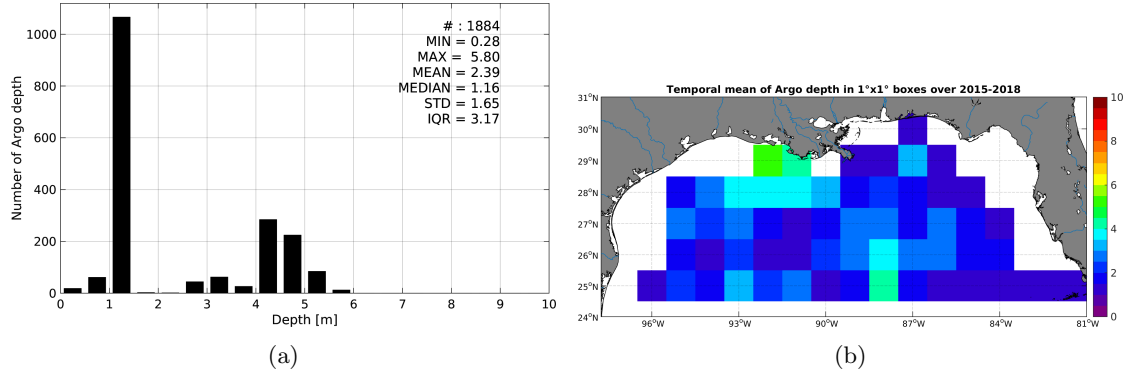 # : 1884
MIN = 0.28
MAX = 5.80
MEAN = 2.39
MEDIAN = 1.16
STD = 1.65
IQR = 3.17
Number of Argo depth
1000
800
600
400
200
0
0 1 2 3 4 5 6 7 8 9 10
Depth [m]
(a)
Temporal mean of Argo depth in 1°x1° boxes over 2015-2018
31°N
30°N
29°N
28°N
27°N
26°N
25°N
24°N
96°W 93°W 90°W 87°W 84°W 81°W
10
8
6
4
2
0
(b)